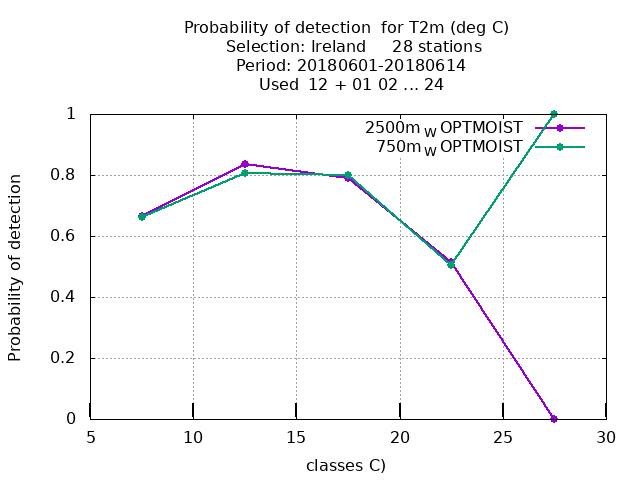 Probability of detection  for T2m (deg C)
Selection: Ireland     28 stations
Period: 20180601-20180614
Used  12 + 01 02 ... 24
2500m W OPTMOIST
750m W OPTMOIST
1
0.8
0.6
0.4
0.2
0
Probability of detection
5 10 15 20 25 30
classes C)